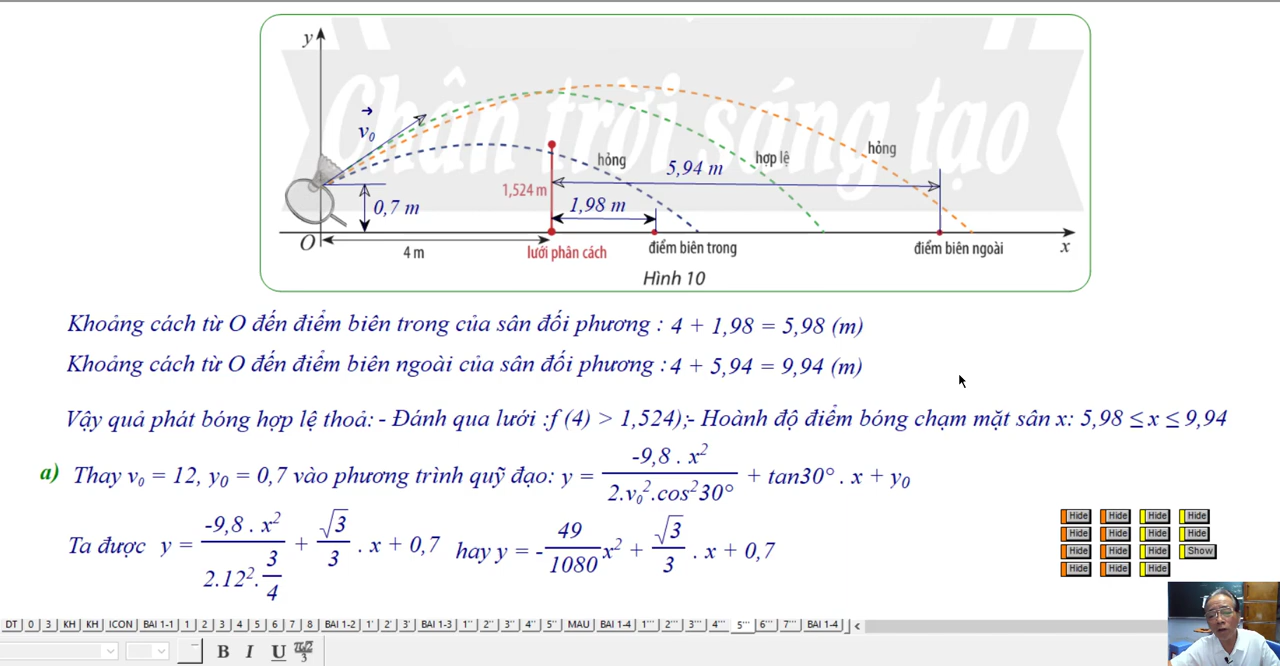 Chân trời sáng tạo
y
v₀
hỏng
hợp lệ
hỏng
5,94 m
1,524 m
1,98 m
0,7 m
O
4 m
lưới phân cách
điểm biên trong
điểm biên ngoài
x
Hình 10
Khoảng cách từ O đến điểm biên trong của sân đối phương : 4 + 1,98 = 5,98 (m)
Khoảng cách từ O đến điểm biên ngoài của sân đối phương : 4 + 5,94 = 9,94 (m)
Vậy quả phát bóng hợp lệ thoả: - Đánh qua lưới :f (4) > 1,524);- Hoành độ điểm bóng chạm mặt sân x: 5,98 ≤ x ≤ 9,94
a) Thay v₀ = 12, y₀ = 0,7 vào phương trình quỹ đạo: y = -9,8 . x² / 2.v₀².cos²30° + tan30° . x + y₀
Ta được y = -9,8 . x² / 2.12².3/4 + √3/3 . x + 0,7 hay y = -49/1080 x² + √3/3 . x + 0,7
Hide Hide Hide Hide
Hide Hide Hide Hide
Hide Hide Hide Show
Hide Hide Hide
DT 0 3 KH KH ICON BAI 1-1 1 2 3 4 5 6 7 8 BAI 1-2 1' 2' 3' BAI 1-3 1'' 2'' 3'' 4'' 5'' MAU BAI 1-4 1''' 2''' 3''' 4''' 5''' 6''' 7''' BAI 1-4 <
B I U